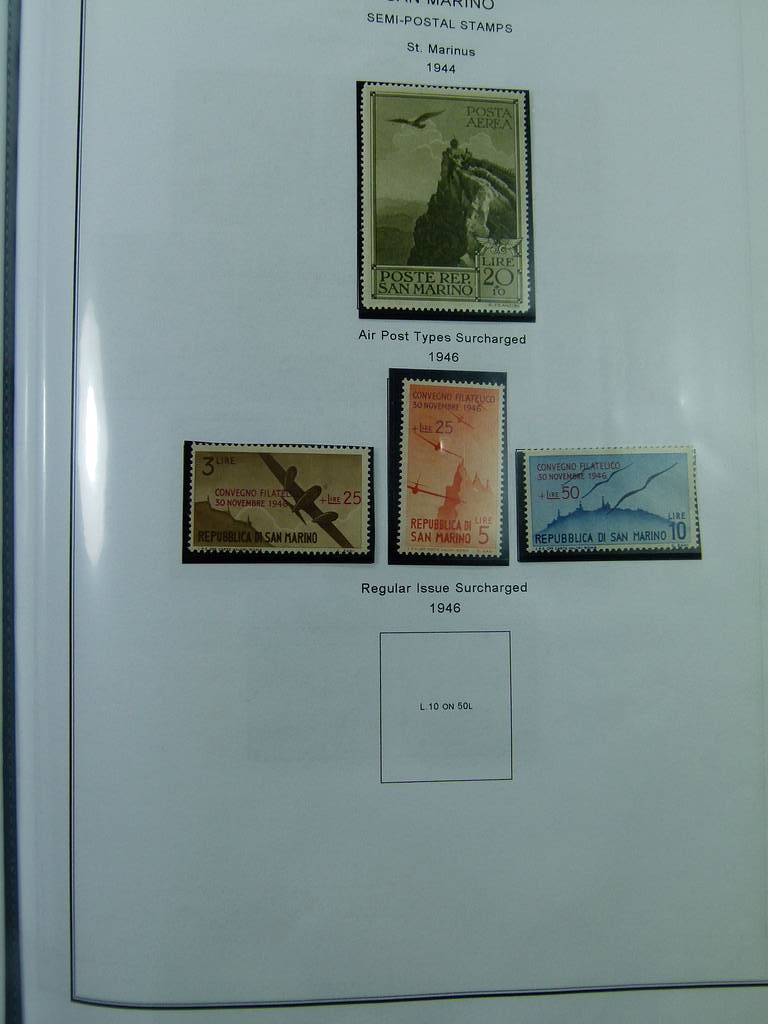 SAN MARINO
SEMI-POSTAL STAMPS
St. Marinus
1944
POSTA
AEREA
LIRE
20
10
POSTE REP.
SAN MARINO
Air Post Types Surcharged
1946
3 LIRE
CONVEGNO FILATELICO
30 NOVEMBRE 1946
+LIRE 25
REPUBBLICA DI SAN MARINO
CONVEGNO FILATELICO
30 NOVEMBRE 1946
+LIRE 25
REPUBBLICA DI
SAN MARINO
LIRE
5
CONVEGNO FILATELICO
30 NOVEMBRE 1946
+LIRE 50
REPUBBLICA DI SAN MARINO
LIRE
10
Regular Issue Surcharged
1946
L.10 ON 50L